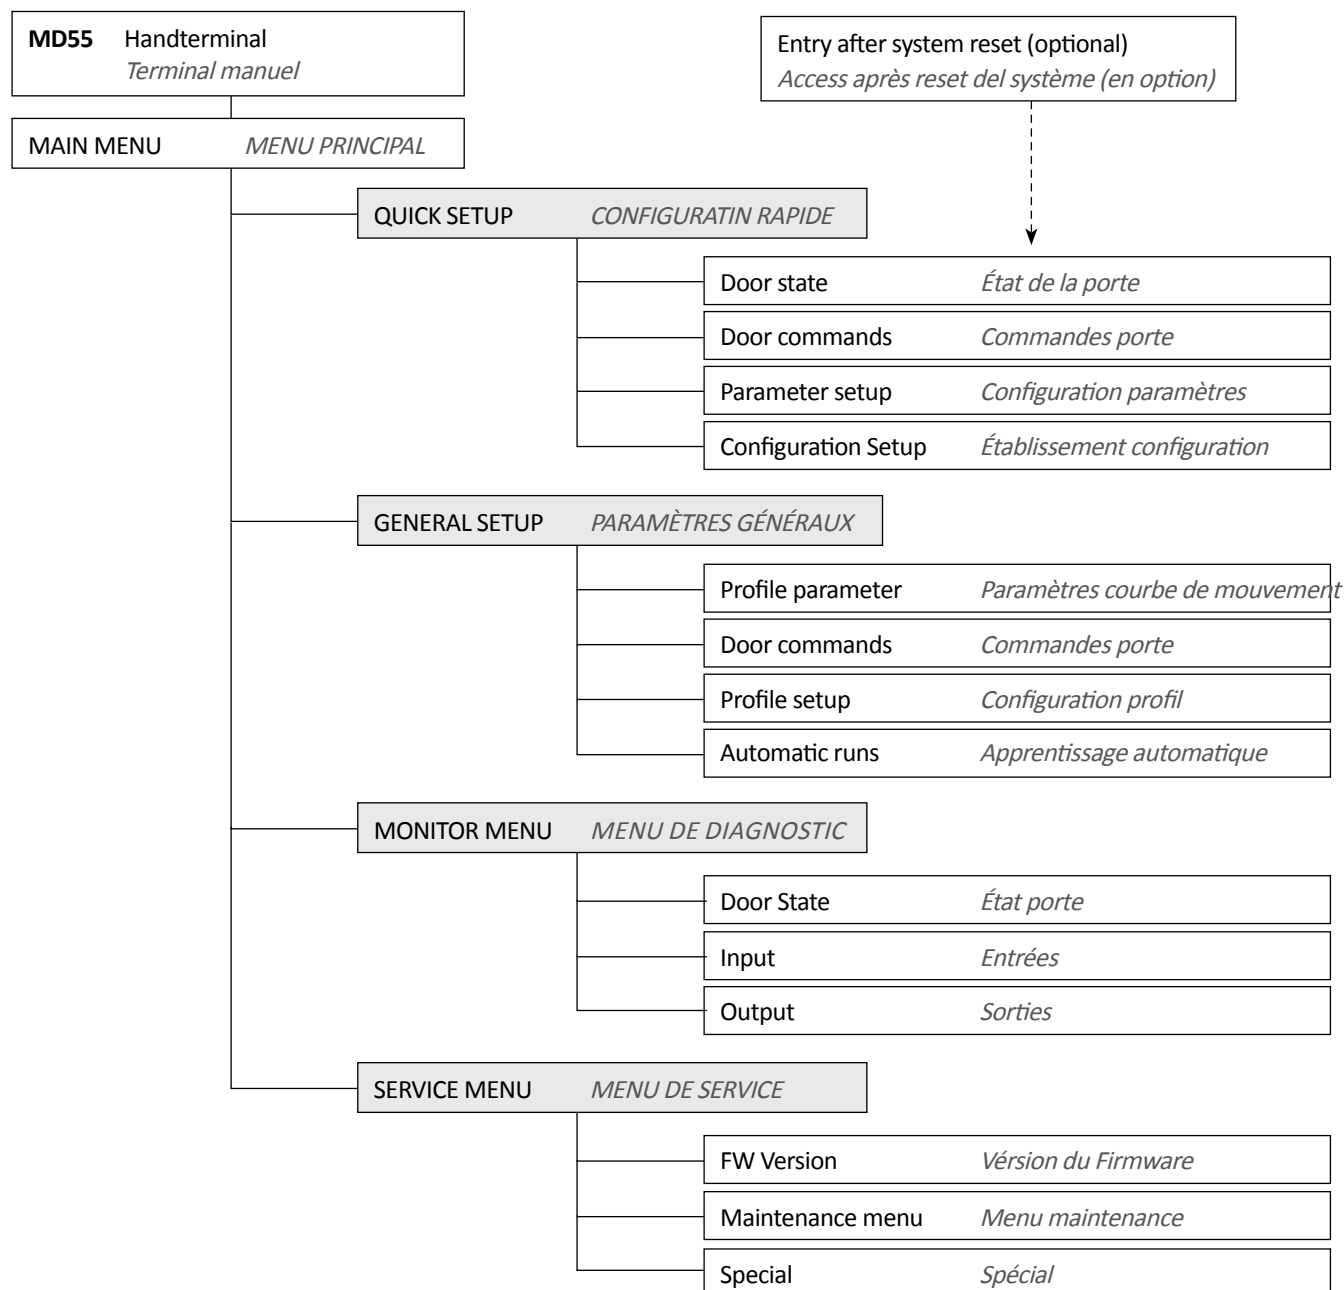 MD55 Handterminal
Terminal manuel
Entry after system reset (optional)
Access après reset del système (en option)
MAIN MENU MENU PRINCIPAL
QUICK SETUP CONFIGURATIN RAPIDE
Door state État de la porte
Door commands Commandes porte
Parameter setup Configuration paramètres
Configuration Setup Établissement configuration
GENERAL SETUP PARAMÈTRES GÉNÉRAUX
Profile parameter Paramètres courbe de mouvement
Door commands Commandes porte
Profile setup Configuration profil
Automatic runs Apprentissage automatique
MONITOR MENU MENU DE DIAGNOSTIC
Door State État porte
Input Entrées
Output Sorties
SERVICE MENU MENU DE SERVICE
FW Version Vérsion du Firmware
Maintenance menu Menu maintenance
Special Spécial